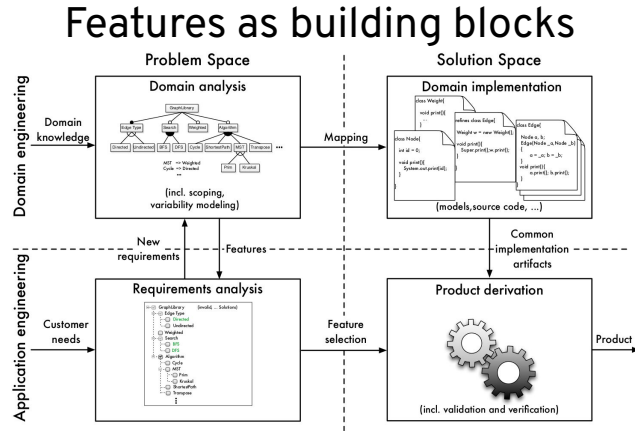 Features as building blocks
Problem Space
Solution Space
Domain engineering
Domain
knowledge
Domain analysis
GraphLibrary
Edge Type
Search
Weighted
Algorithm
Directed
Undirected
BFS
DFS
Cycle
ShortestPath
MST
Transpose
•••
Prim
Kruskal
MST => Weighted
Cycle => Directed
(incl. scoping,
variability modeling)
Mapping
Domain implementation
class Weight{
void print(){
...
}
class Node{
int id = 0;
void print(){
System.out.print(id);
}
}
refines class Edge{
Weight w = new Weight();
void print(){
Super.print();w.print();
}
}
class Edge{
Node a, b;
Edge(Node _a,Node _b)
{
a = _a; b = _b;
}
void print(){
a.print(); b.print();
}
}
(models,source code, ...)
New
requirements
Features
Common
implementation
artifacts
Application engineering
Customer
needs
Requirements analysis
GraphLibrary
EdgeType
Directed
Undirected
Weighted
Search
BFS
DFS
Algorithm
Cycle
MST
Prim
Kruskal
ShortestPath
Transpose
Feature
selection
Product derivation
(incl. validation and verification)
Product